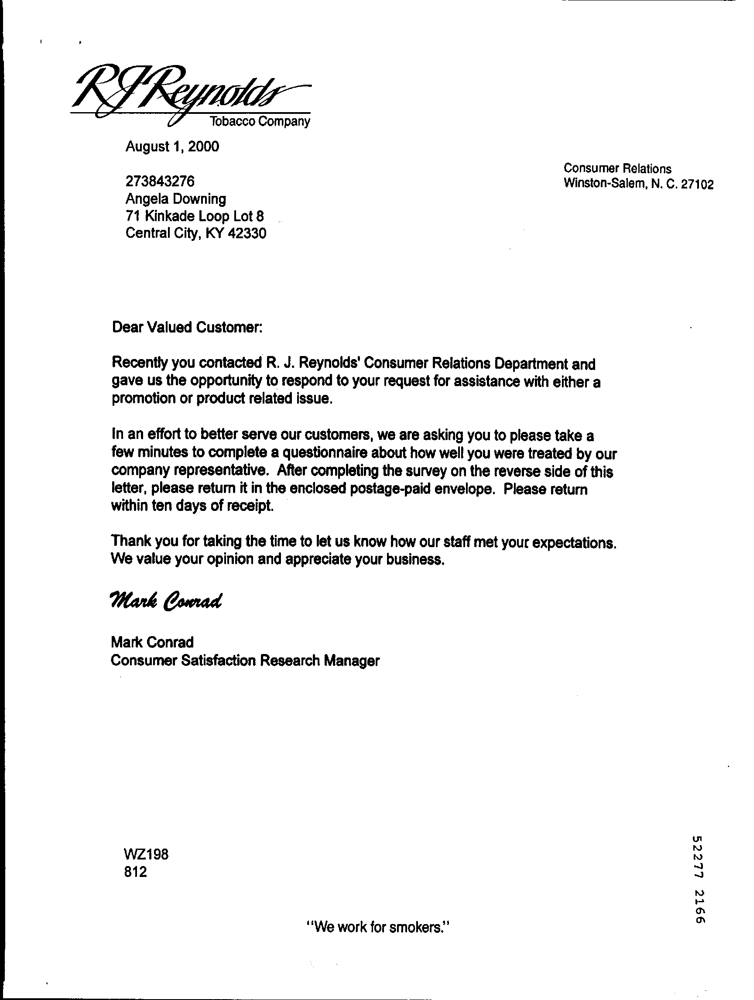 RJReynolds
Tobacco Company
August 1, 2000
Consumer Relations
Winston-Salem, N. C. 27102
273843276
Angela Downing
71 Kinkade Loop Lot 8
Central City, KY 42330
Dear Valued Customer:
Recently you contacted R. J. Reynolds' Consumer Relations Department and
gave us the opportunity to respond to your request for assistance with either a
promotion or product related issue.
In an effort to better serve our customers, we are asking you to please take a
few minutes to complete a questionnaire about how well you were treated by our
company representative. After completing the survey on the reverse side of this
letter, please return it in the enclosed postage-paid envelope. Please return
within ten days of receipt.
Thank you for taking the time to let us know how our staff met your expectations.
We value your opinion and appreciate your business.
Mark Conrad
Mark Conrad
Consumer Satisfaction Research Manager
WZ198
812
52277 2166
"We work for smokers."